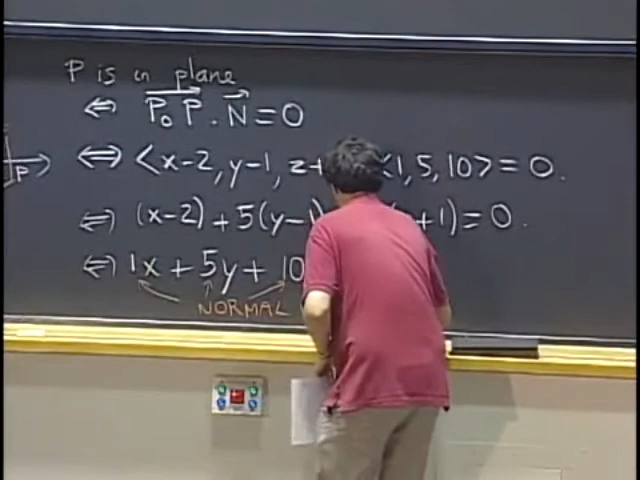 P is in plane
⇔ P₀P · N = 0
P ⇔ <x-2, y-1, z+ <1, 5, 10> = 0.
⇔ (x-2) + 5(y-1) +1) = 0.
⇔ 1x + 5y + 10
NORMAL